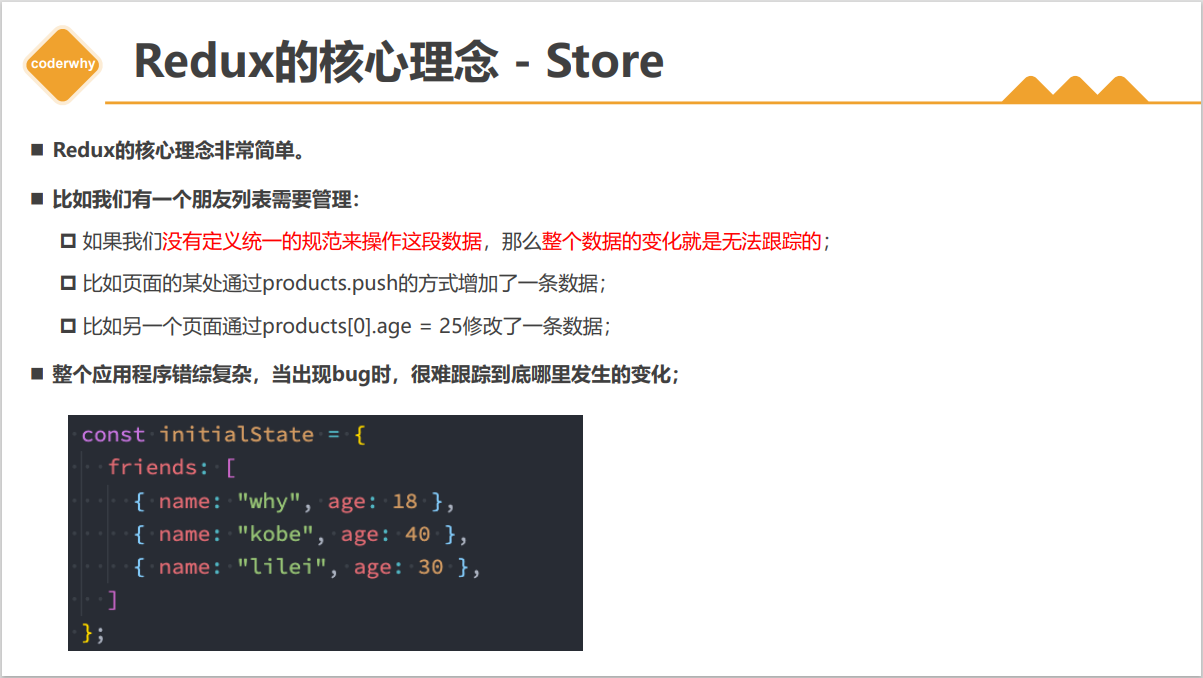 coderwhy
Redux的核心理念 - Store
Redux的核心理念非常简单。
比如我们有一个朋友列表需要管理：
如果我们没有定义统一的规范来操作这段数据，那么整个数据的变化就是无法跟踪的；
比如页面的某处通过products.push的方式增加了一条数据；
比如另一个页面通过products[0].age = 25修改了一条数据；
整个应用程序错综复杂，当出现bug时，很难跟踪到底哪里发生的变化；
const initialState = {
  friends: [
    { name: "why", age: 18 },
    { name: "kobe", age: 40 },
    { name: "lilei", age: 30 },
  ]
};